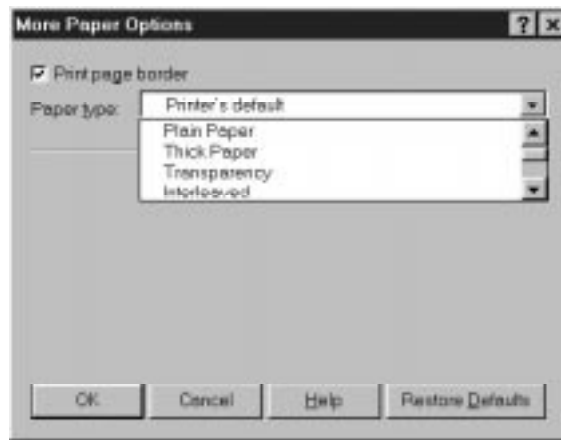 More Paper Options
Print page border
Paper type: Printer's default
Plain Paper
Thick Paper
Transparency
Interleaved
OK Cancel Help Restore Defaults